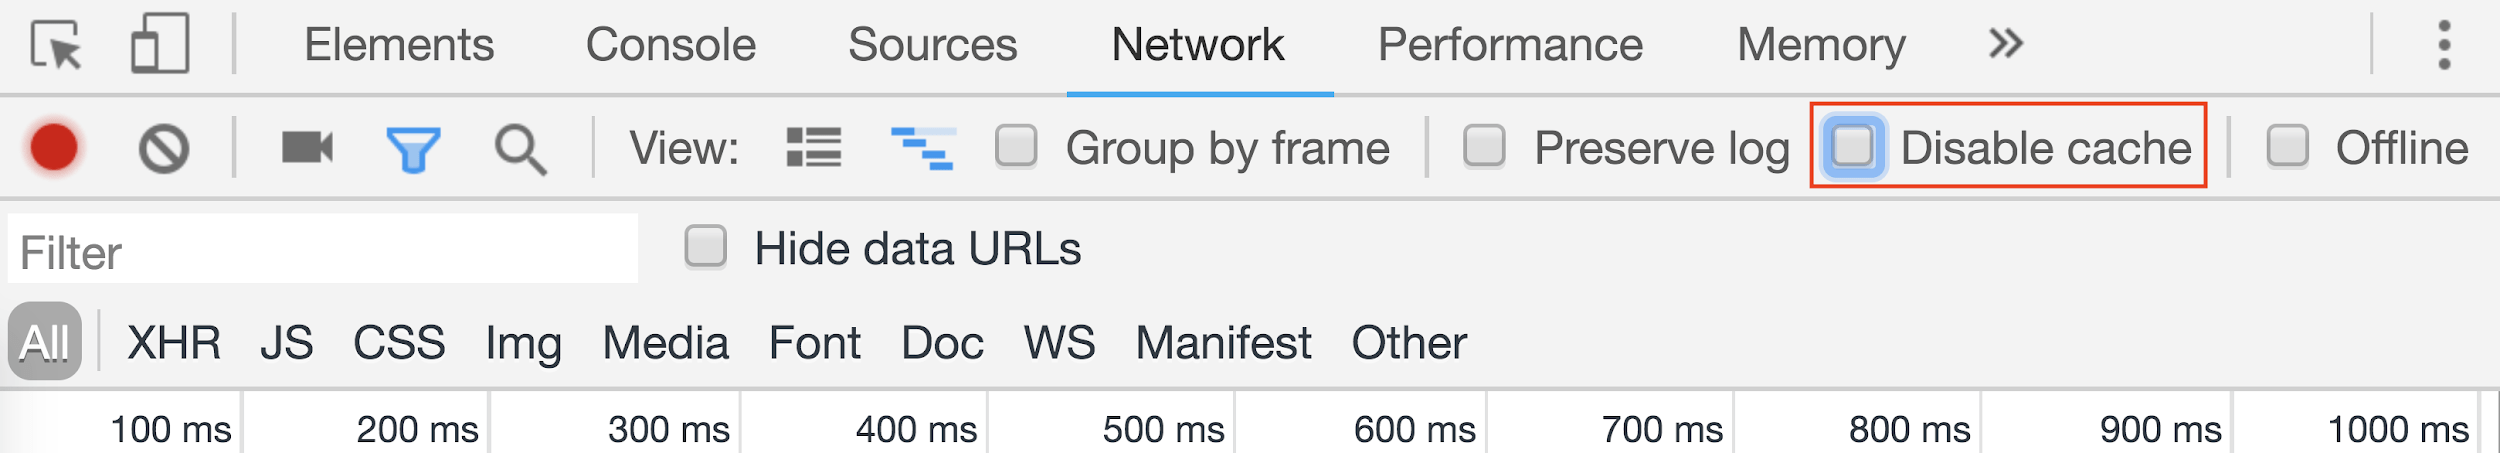 Elements Console Sources Network Performance Memory »
View: Group by frame Preserve log Disable cache Offline
Filter Hide data URLs
All XHR JS CSS Img Media Font Doc WS Manifest Other
100 ms 200 ms 300 ms 400 ms 500 ms 600 ms 700 ms 800 ms 900 ms 1000 ms